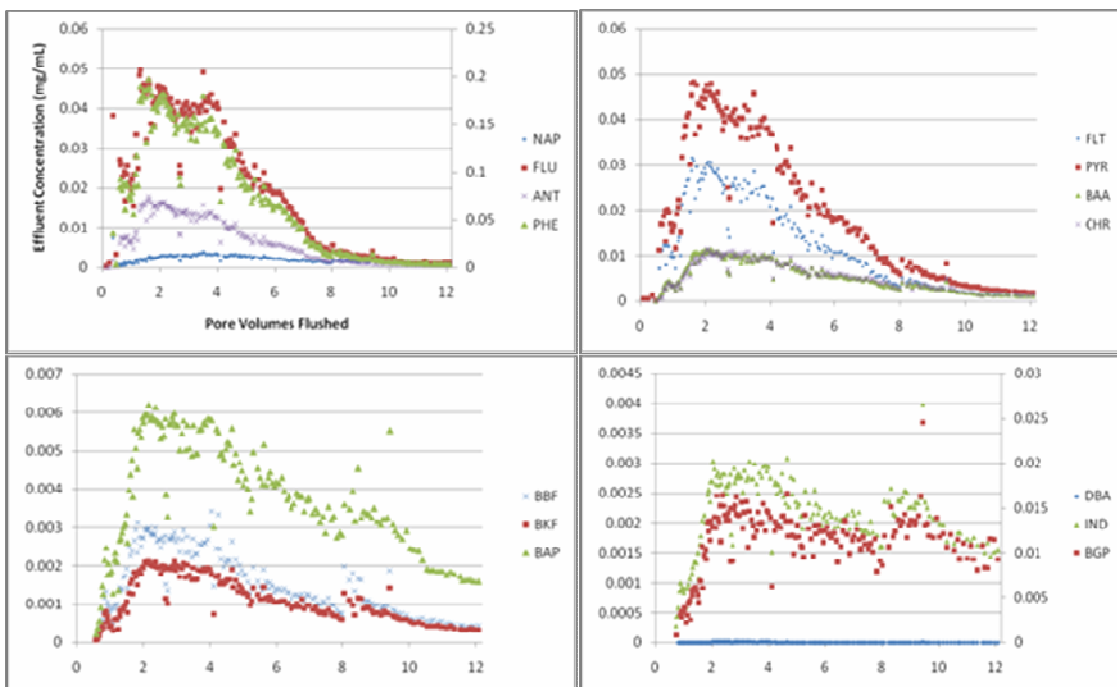 0.06
0.05
0.04
0.03
0.02
0.01
0
0.25
0.2
0.15
0.1
0.05
0
0 2 4 6 8 10 12
Effluent Concentration (mg/mL)
Pore Volumes Flushed
NAP
FLU
ANT
PHE
0.06
0.05
0.04
0.03
0.02
0.01
0
0 2 4 6 8 10 12
FLT
PYR
BAA
CHR
0.007
0.006
0.005
0.004
0.003
0.002
0.001
0
0 2 4 6 8 10 12
BBF
BKF
BAP
0.0045
0.004
0.0035
0.003
0.0025
0.002
0.0015
0.001
0.0005
0
0.03
0.025
0.02
0.015
0.01
0.005
0
0 2 4 6 8 10 12
DBA
IND
BGP